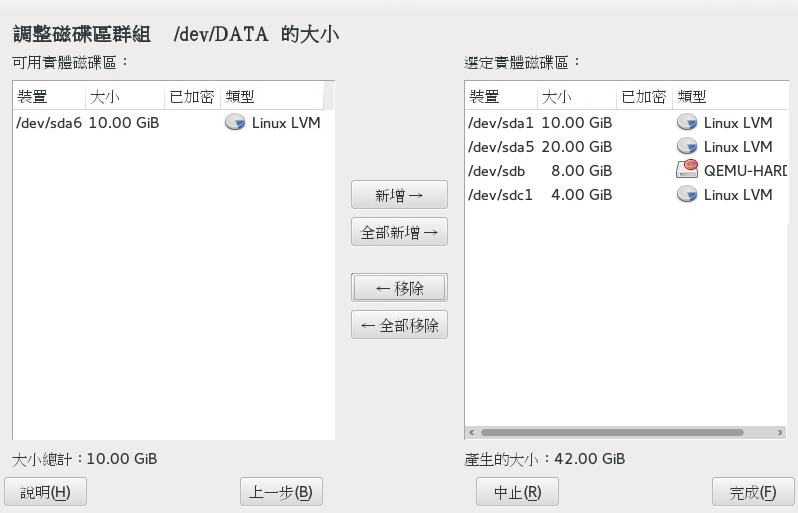 調整磁碟區群組 /dev/DATA 的大小
可用實體磁碟區：
裝置 大小 已加密 類型
/dev/sda6 10.00 GiB Linux LVM
大小總計：10.00 GiB
新增→
全部新增→
← 移除
← 全部移除
選定實體磁碟區：
裝置 大小 已加密 類型
/dev/sda1 10.00 GiB Linux LVM
/dev/sda5 20.00 GiB Linux LVM
/dev/sdb 8.00 GiB QEMU-HARD
/dev/sdc1 4.00 GiB Linux LVM
產生的大小：42.00 GiB
說明(H) 上一步(B) 中止(R) 完成(F)